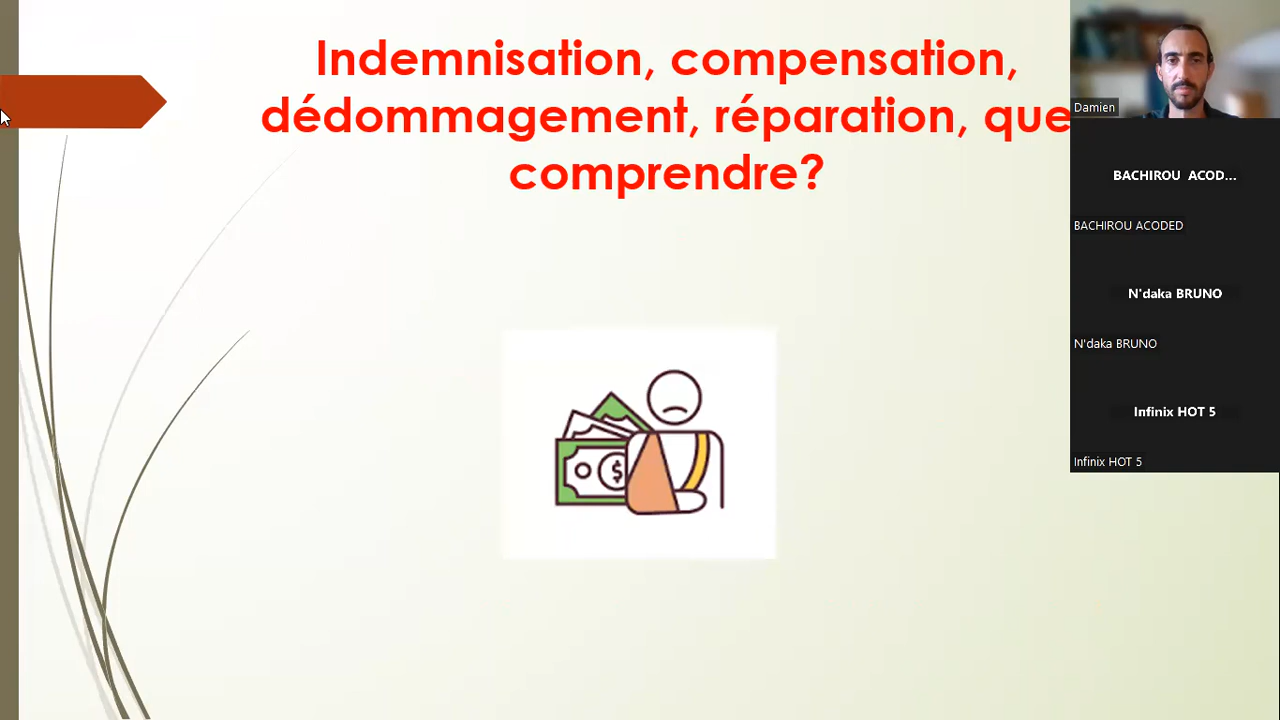 Indemnisation, compensation,
dédommagement, réparation, que
comprendre?
Damien
BACHIROU ACOD...
BACHIROU ACODED
N'daka BRUNO
N'daka BRUNO
Infinix HOT 5
Infinix HOT 5
$